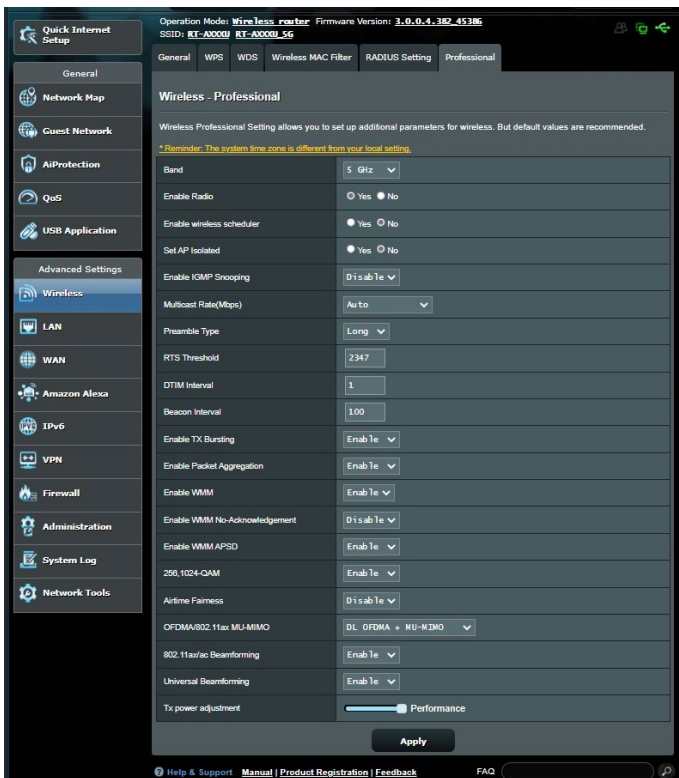 Quick Internet
Setup
Operation Mode: Wireless router Firmware Version: 3.0.0.4.382_45386
SSID: RT-AXXXU RT-AXXXU_5G
General WPS WDS Wireless MAC Filter RADIUS Setting Professional
General
Network Map
Guest Network
AiProtection
QoS
USB Application
Advanced Settings
Wireless
LAN
WAN
Amazon Alexa
IPv6
VPN
Firewall
Administration
System Log
Network Tools
Wireless - Professional
Wireless Professional Setting allows you to set up additional parameters for wireless. But default values are recommended.
* Reminder: The system time zone is different from your local setting.
Band 5 GHz
Enable Radio Yes No
Enable wireless scheduler Yes No
Set AP Isolated Yes No
Enable IGMP Snooping Disable
Multicast Rate(Mbps) Auto
Preamble Type Long
RTS Threshold 2347
DTIM Interval 1
Beacon Interval 100
Enable TX Bursting Enable
Enable Packet Aggregation Enable
Enable WMM Enable
Enable WMM No-Acknowledgement Disable
Enable WMM APSD Enable
256,1024-QAM Enable
Airtime Fairness Disable
OFDMA/802.11ax MU-MIMO DL OFDMA + MU-MIMO
802.11ax/ac Beamforming Enable
Universal Beamforming Enable
Tx power adjustment Performance
Apply
Help & Support Manual | Product Registration | Feedback FAQ